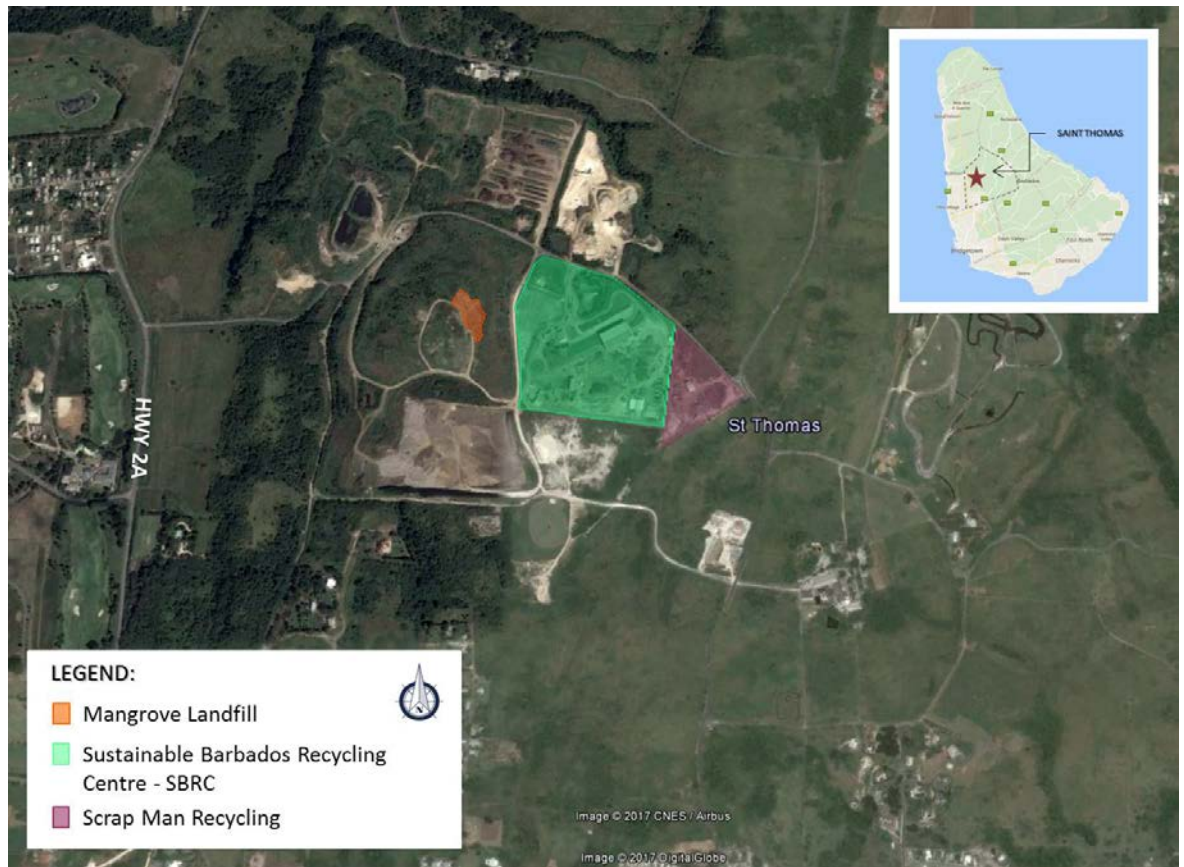 SAINT THOMAS
Bridgetown
HWY 2A
St Thomas
LEGEND:
Mangrove Landfill
Sustainable Barbados Recycling
Centre - SBRC
Scrap Man Recycling
Image © 2017 CNES / Airbus
Image © 2017 DigitalGlobe